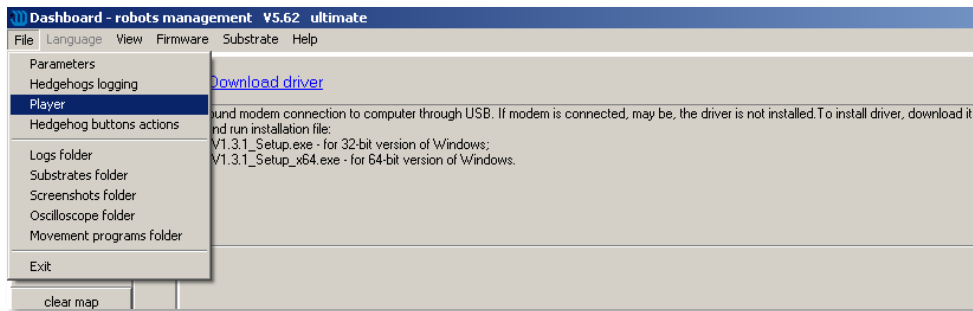 Dashboard - robots management V5.62 ultimate
File Language View Firmware Substrate Help
Parameters
Hedgehogs logging
Player
Hedgehog buttons actions
Logs folder
Substrates folder
Screenshots folder
Oscilloscope folder
Movement programs folder
Exit
Download driver
modem connection to computer through USB. If modem is connected, may be, the driver is not installed.To install driver, download it
run installation file:
V1.3.1_Setup.exe - for 32-bit version of Windows;
V1.3.1_Setup_x64.exe - for 64-bit version of Windows.
clear map